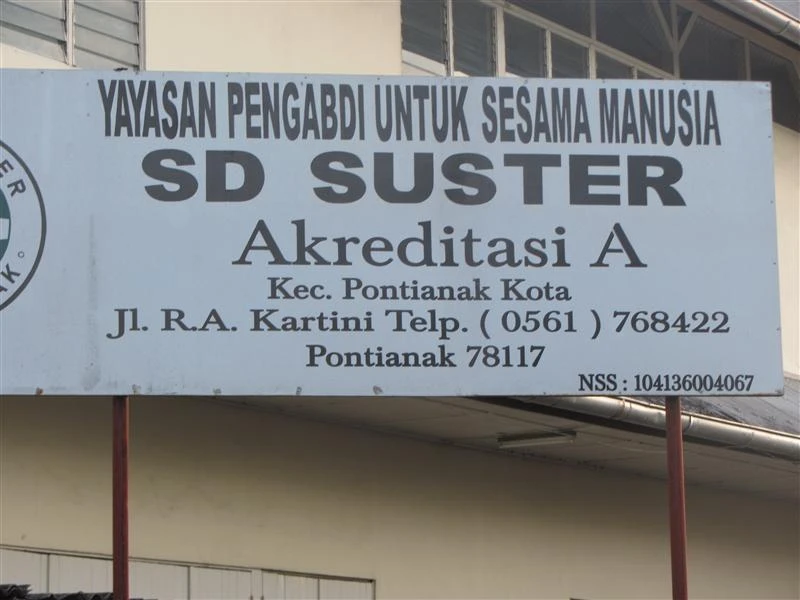 YAYASAN PENGABDI UNTUK SESAMA MANUSIA
SD SUSTER
Akreditasi A
Kec. Pontianak Kota
Jl. R.A. Kartini Telp. ( 0561 ) 768422
Pontianak 78117
NSS : 104136004067